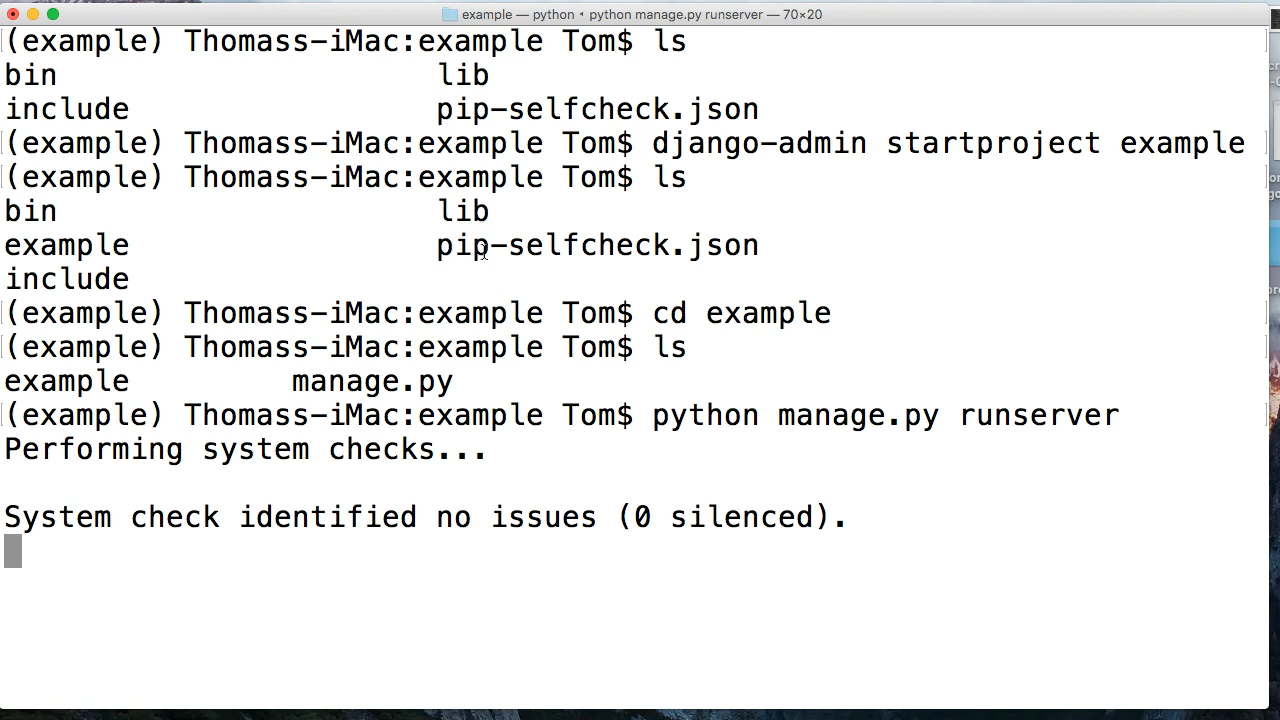 example — python • python manage.py runserver — 70×20
(example) Thomass-iMac:example Tom$ ls
bin lib
include pip-selfcheck.json
(example) Thomass-iMac:example Tom$ django-admin startproject example
(example) Thomass-iMac:example Tom$ ls
bin lib
example pip-selfcheck.json
include
(example) Thomass-iMac:example Tom$ cd example
(example) Thomass-iMac:example Tom$ ls
example manage.py
(example) Thomass-iMac:example Tom$ python manage.py runserver
Performing system checks...
System check identified no issues (0 silenced).